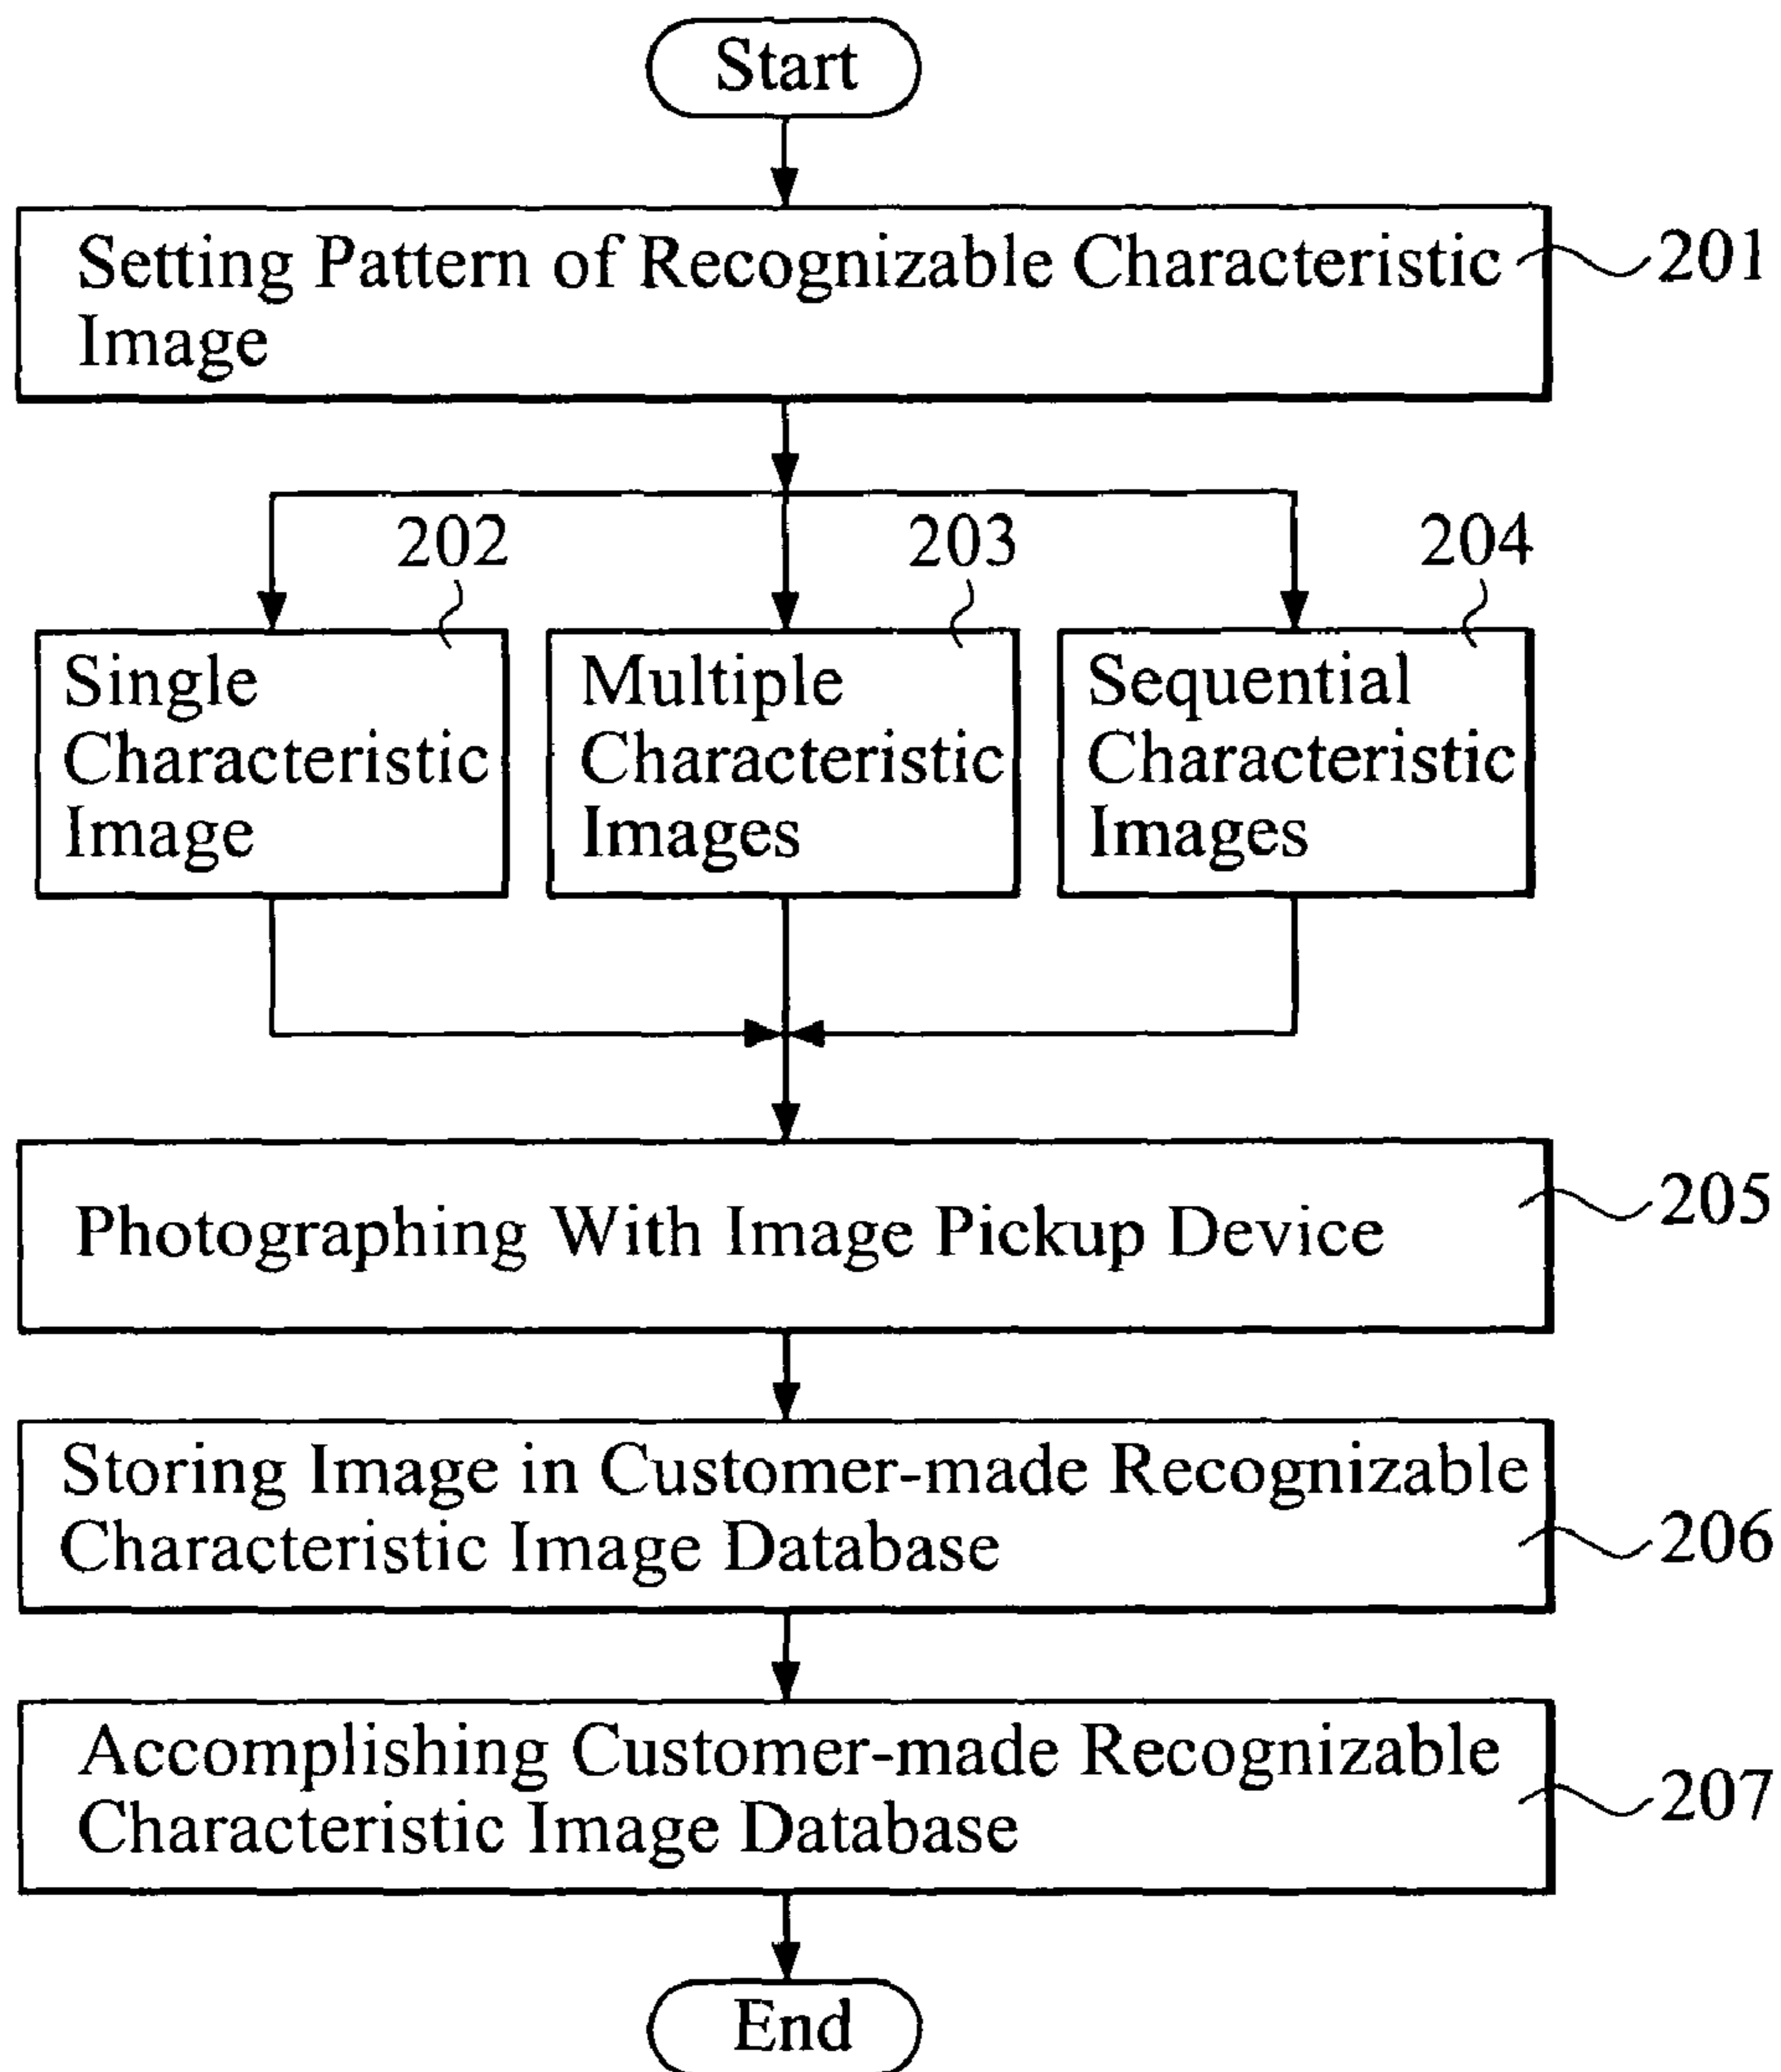 Start
Setting Pattern of Recognizable Characteristic
Image
201
202
203
204
Single
Characteristic
Image
Multiple
Characteristic
Images
Sequential
Characteristic
Images
Photographing With Image Pickup Device
205
Storing Image in Customer-made Recognizable
Characteristic Image Database
206
Accomplishing Customer-made Recognizable
Characteristic Image Database
207
End